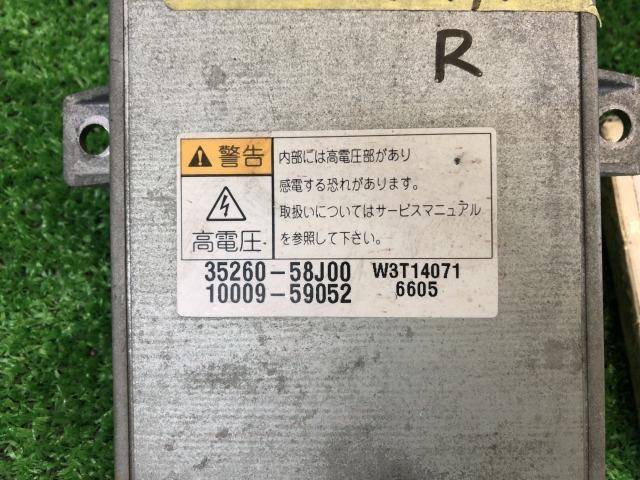 R
警告
内部には高電圧部があり
感電する恐れがあります。
取扱いについてはサービスマニュアル
を参照して下さい。
高電圧
35260-58J00 W3T14071
10009-59052 6605